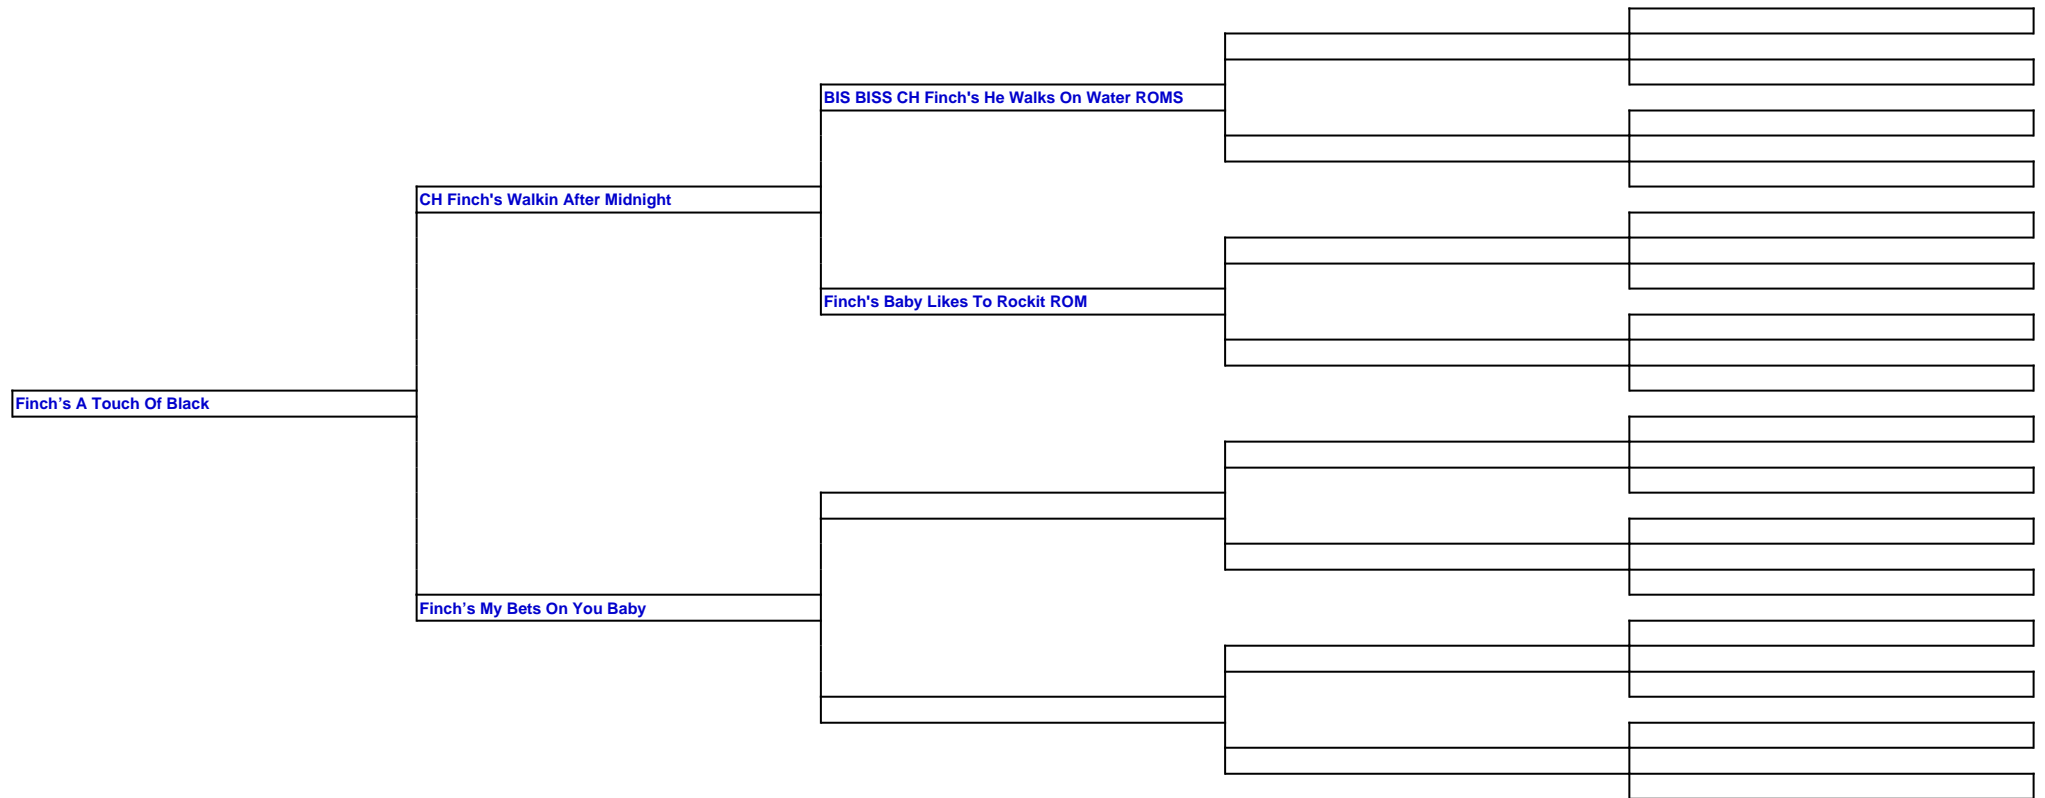 BIS BISS CH Finch's He Walks On Water ROMS
CH Finch's Walkin After Midnight
Finch's Baby Likes To Rockit ROM
Finch’s A Touch Of Black
Finch’s My Bets On You Baby